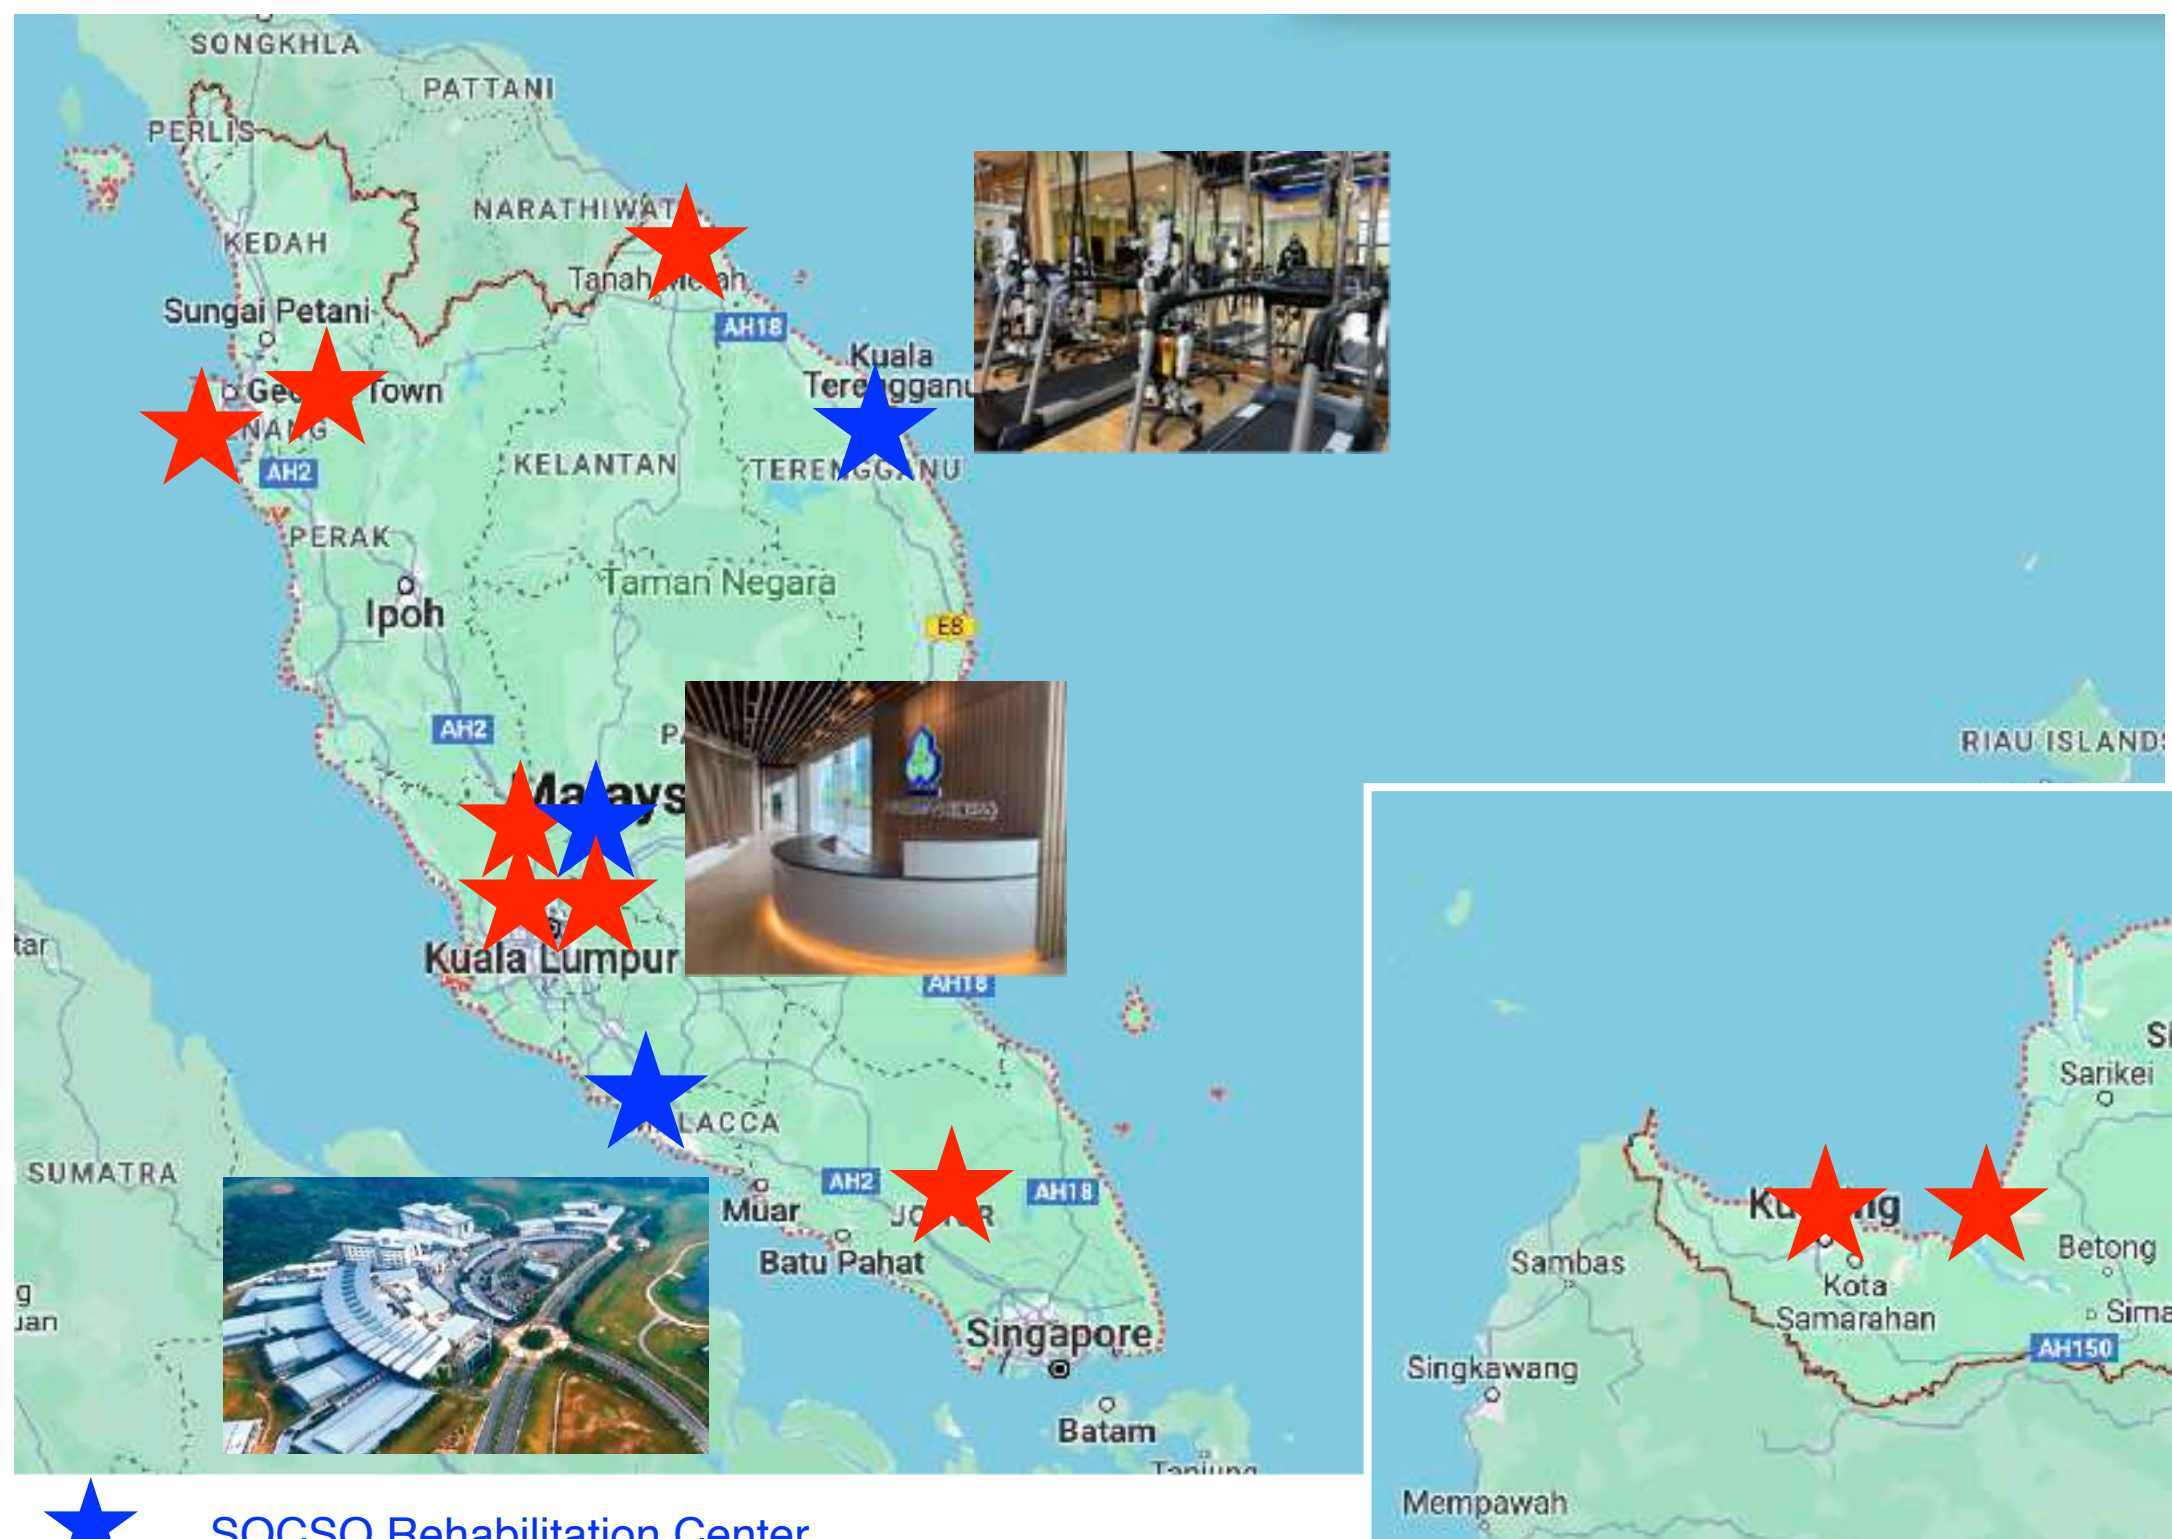 SONGKHLA
PATTANI
PERLIS
NARATHIWAT
KEDAH
Tanah
Sungai Petani
AH18
Kuala
Town
AH2
KELANTAN
PERAK
Taman Negara
Ipoh
E8
AH2
RIAU ISLANDS
Kuala Lumpur
AH18
Sarikei
LACCA
SUMATRA
AH2
AH18
Muar
Batu Pahat
Betong
Sambas
Kota
Samarahan
Singapore
AH150
Singkawang
Batam
Tanjung
Mempawah
SOCSO Rehabilitation Center